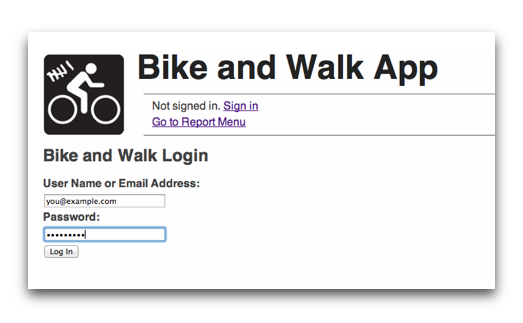 Bike and Walk App
Not signed in. Sign in
Go to Report Menu
Bike and Walk Login
User Name or Email Address:
you@example.com
Password:
•••••••••
Log In